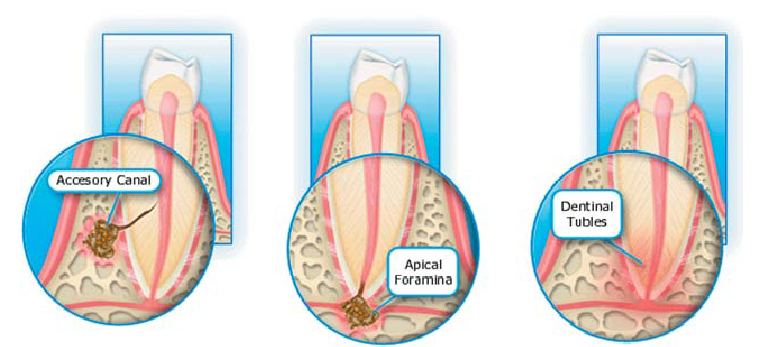 Accesory Canal
Apical
Foramina
Dentinal
Tubles